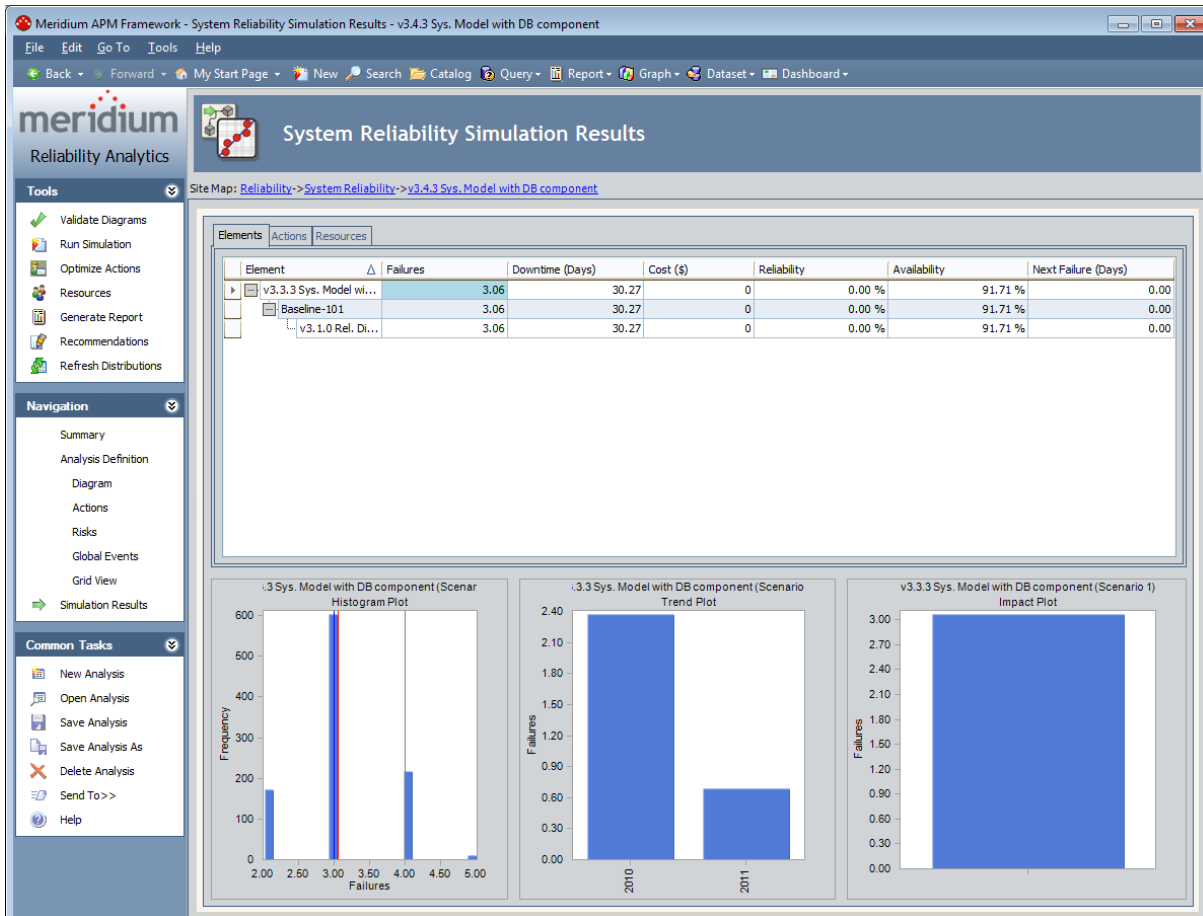 Meridium APM Framework - System Reliability Simulation Results - v3.4.3 Sys. Model with DB component
File Edit Go To Tools Help
Back Forward My Start Page New Search Catalog Query Report Graph Dataset Dashboard
meridium
Reliability Analytics
System Reliability Simulation Results
Site Map: Reliability->System Reliability->v3.4.3 Sys. Model with DB component
Tools
Validate Diagrams
Run Simulation
Optimize Actions
Resources
Generate Report
Recommendations
Refresh Distributions
Navigation
Summary
Analysis Definition
Diagram
Actions
Risks
Global Events
Grid View
Simulation Results
Common Tasks
New Analysis
Open Analysis
Save Analysis
Save Analysis As
Delete Analysis
Send To>>
Help
Elements Actions Resources
Element Failures Downtime (Days) Cost ($) Reliability Availability Next Failure (Days)
v3.3.3 Sys. Model wi... 3.06 30.27 0 0.00 % 91.71 % 0.00
Baseline-101 3.06 30.27 0 0.00 % 91.71 % 0.00
v3.1.0 Rel. Di... 3.06 30.27 0 0.00 % 91.71 % 0.00
.3 Sys. Model with DB component (Scenar
Histogram Plot
600
500
400
300
200
100
0
Frequency
2.00 2.50 3.00 3.50 4.00 4.50 5.00
Failures
.3.3 Sys. Model with DB component (Scenario
Trend Plot
2.40
2.10
1.80
1.50
1.20
0.90
0.60
0.30
0.00
Failures
2010
2011
v3.3.3 Sys. Model with DB component (Scenario 1)
Impact Plot
3.00
2.70
2.40
2.10
1.80
1.50
1.20
0.90
0.60
0.30
0.00
Failures